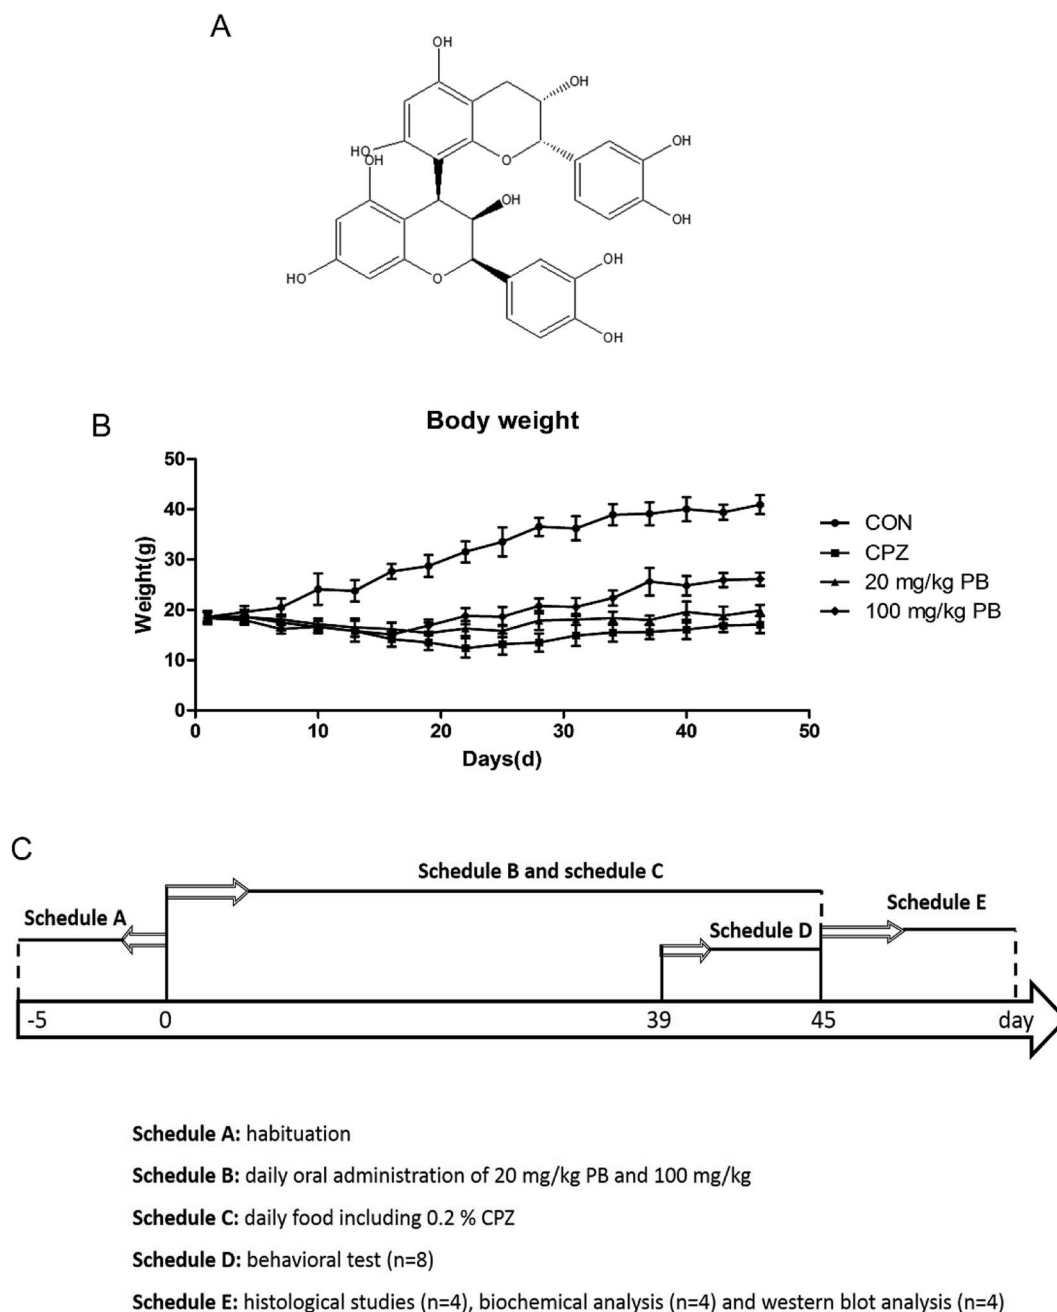 A
OH
OH
O
OH
OH
HO
OH
OH
HO
O
OH
OH
B
Body weight
Weight(g)
50
40
30
20
10
0
0 10 20 30 40 50
Days(d)
CON
CPZ
20 mg/kg PB
100 mg/kg PB
C
Schedule A
Schedule B and schedule C
Schedule D
Schedule E
-5 0 39 45 day
Schedule A: habituation
Schedule B: daily oral administration of 20 mg/kg PB and 100 mg/kg
Schedule C: daily food including 0.2 % CPZ
Schedule D: behavioral test (n=8)
Schedule E: histological studies (n=4), biochemical analysis (n=4) and western blot analysis (n=4)